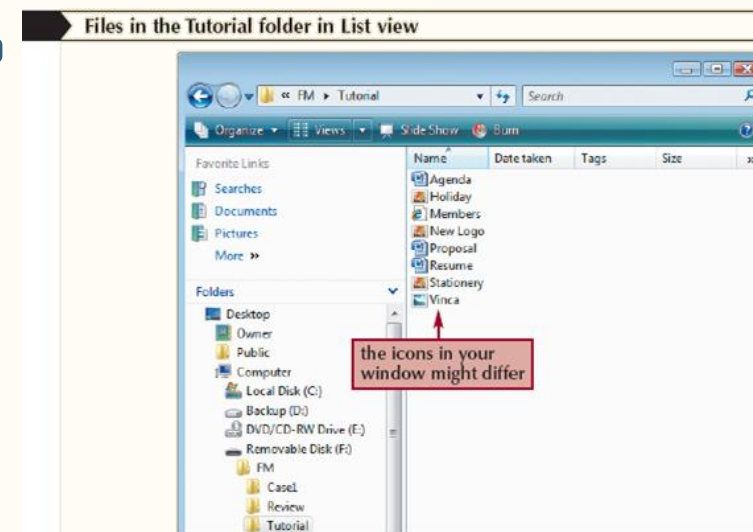 Files in the Tutorial folder in List view
« FM ▸ Tutorial
Search
Organize
Views
Slide Show
Burn
Favorite Links
Searches
Documents
Pictures
More »
Folders
Desktop
Owner
Public
Computer
Local Disk (C:)
Backup (D:)
DVD/CD-RW Drive (E:)
Removable Disk (F:)
FM
Case1
Review
Tutorial
Name Date taken Tags Size »
Agenda
Holiday
Members
New Logo
Proposal
Resume
Stationery
Vinca
the icons in your
window might differ